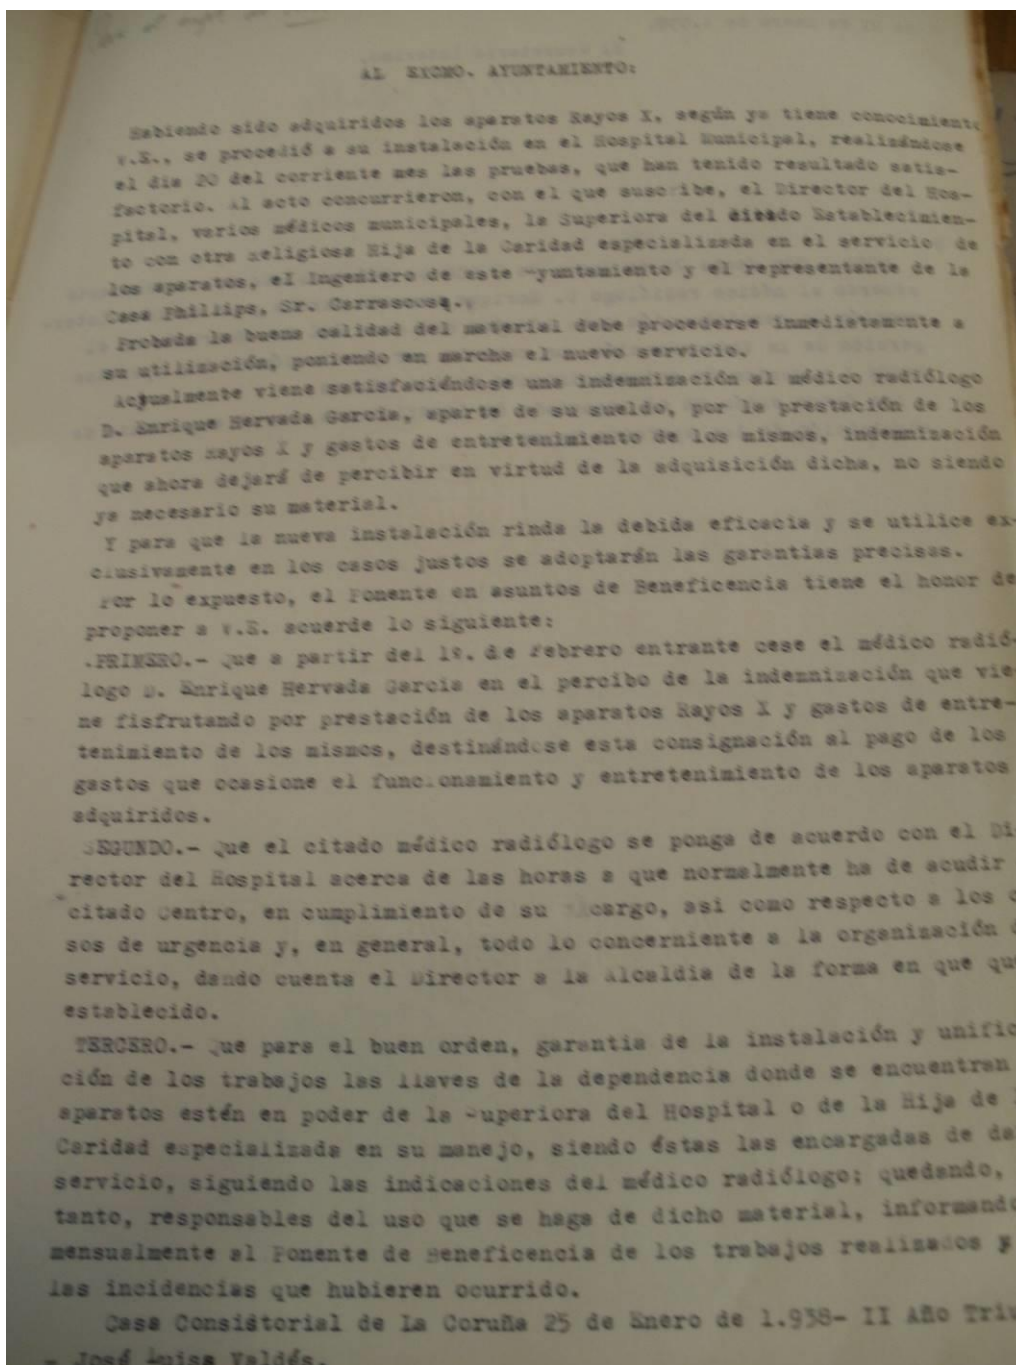 AL EXCMO. AYUNTAMIENTO:
Habiendo sido adquiridos los aparatos Rayos X, según ya tiene conocimiento
V.E., se procedió a su instalación en el Hospital Municipal, realizándose
el dia 20 del corriente mes las pruebas, que han tenido resultado satis-
factorio. Al acto concurrieron, con el que suscribe, el Director del Hos-
pital, varios médicos municipales, la Superiora del citado Establecimien-
to con otra Religiosa Hija de la Caridad especializada en el servicio de
los aparatos, el Ingeniero de este Ayuntamiento y el representante de la
Casa Phillips, Sr. Carrascosa.
Probada la buena calidad del material debe procederse inmediatamente a
su utilización, poniendo en marcha el nuevo servicio.
Actualmente viene satisfaciéndose una indemnización al médico radiólogo
D. Enrique Hervada García, aparte de su sueldo, por la prestación de los
aparatos Rayos X y gastos de entretenimiento de los mismos, indemnización
que ahora dejará de percibir en virtud de la adquisición dicha, no siendo
ya necesario su material.
Y para que la nueva instalación rinda la debida eficacia y se utilice ex-
clusivamente en los casos justos se adoptarán las garantias precisas.
Por lo expuesto, el Ponente en asuntos de Beneficencia tiene el honor de
proponer a V.E. acuerde lo siguiente:
.PRIMERO.- Que a partir del 1º. de Febrero entrante cese el médico radió-
logo D. Enrique Hervada García en el percibo de la indemnización que vie-
ne fisfrutando por prestación de los aparatos Rayos X y gastos de entre-
tenimiento de los mismos, destinándose esta consignación al pago de los
gastos que ocasione el funcionamiento y entretenimiento de los aparatos
adquiridos.
SEGUNDO.- Que el citado médico radiólogo se ponga de acuerdo con el Di-
rector del Hospital acerca de las horas a que normalmente ha de acudir
citado Centro, en cumplimiento de su cargo, asi como respecto a los
sos de urgencia y, en general, todo lo concerniente a la organización
servicio, dando cuenta el Director a la Alcaldia de la forma en que que
establecido.
TERCERO.- Que para el buen orden, garantia de la instalación y unific
ción de los trabajos las llaves de la dependencia donde se encuentran
aparatos estén en poder de la Superiora del Hospital o de la Hija de
Caridad especializada en su manejo, siendo éstas las encargadas de da
servicio, siguiendo las indicaciones del médico radiólogo; quedando,
tanto, responsables del uso que se haga de dicho material, informando
mensualmente al Ponente de Beneficencia de los trabajos realizados y
las incidencias que hubieren ocurrido.
Casa Consistorial de La Coruña 25 de Enero de 1.938- II Año Triu
- José Luisa Valdés.